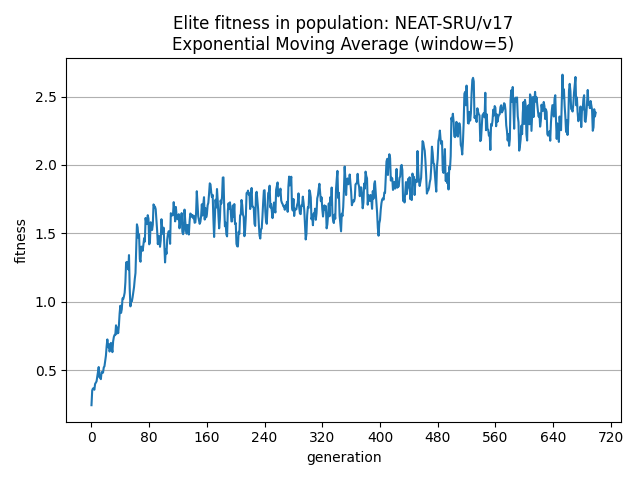 Elite fitness in population: NEAT-SRU/v17
Exponential Moving Average (window=5)
fitness
2.5
2.0
1.5
1.0
0.5
0 80 160 240 320 400 480 560 640 720
generation